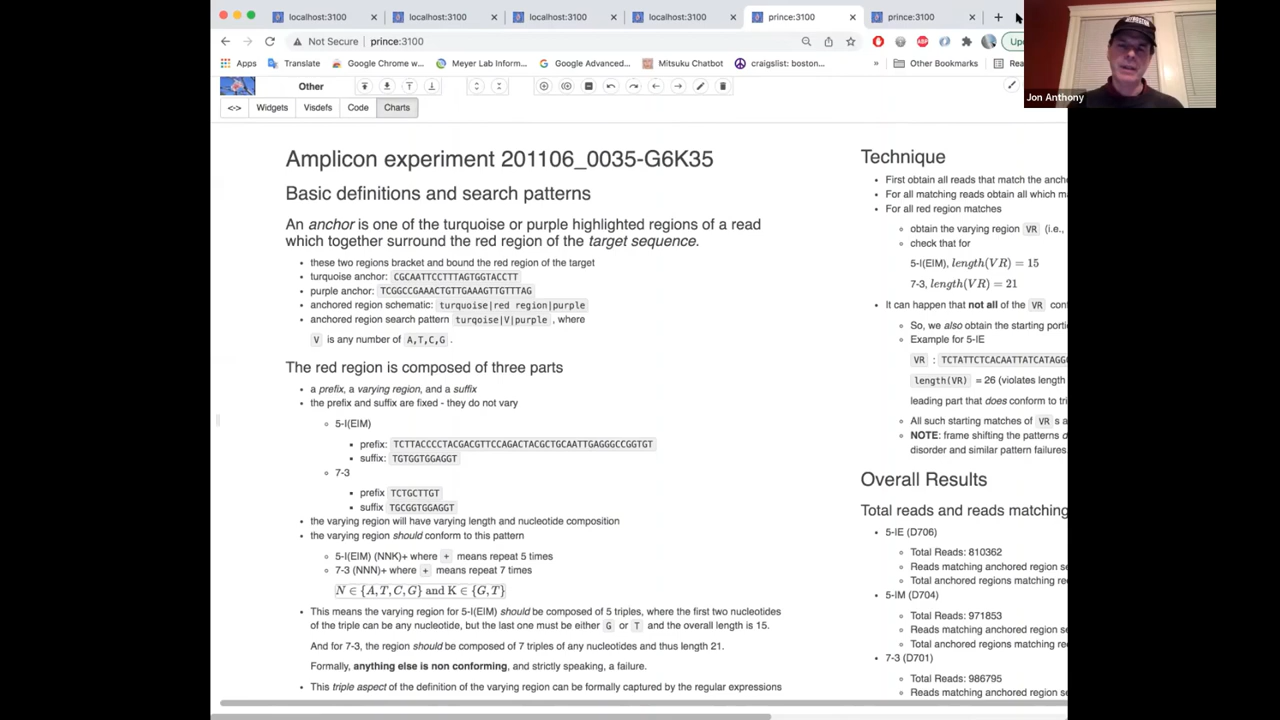 localhost:3100
localhost:3100
localhost:3100
localhost:3100
prince:3100
prince:3100
Not Secure
prince:3100
Apps
Translate
Google Chrome w...
Meyer Lab Inform...
Google Advanced...
Mitsuku Chatbot
craigslist: boston...
»
Other Bookmarks
Jon Anthony
Other
<->
Widgets
Visdefs
Code
Charts
Amplicon experiment 201106_0035-G6K35
Basic definitions and search patterns
An anchor is one of the turquoise or purple highlighted regions of a read
which together surround the red region of the target sequence.
these two regions bracket and bound the red region of the target
turquoise anchor: CGCAATTCCTTTAGTGGTACCTT
purple anchor: TCGGCCGAAACTGTTGAAAGTTGTTTAG
anchored region schematic: turquoise|red region|purple
anchored region search pattern turqoise|V|purple , where
V is any number of A,T,C,G .
The red region is composed of three parts
a prefix, a varying region, and a suffix
the prefix and suffix are fixed - they do not vary
5-I(EIM)
prefix: TCTTACCCCTACGACGTTCCAGACTACGCTGCAATTGAGGGCCGGTGT
suffix: TGTGGTGGAGGT
7-3
prefix TCTGCTTGT
suffix TGCGGTGGAGGT
the varying region will have varying length and nucleotide composition
the varying region should conform to this pattern
5-I(EIM) (NNK)+ where + means repeat 5 times
7-3 (NNN)+ where + means repeat 7 times
N ∈ {A, T, C, G} and K ∈ {G, T}
This means the varying region for 5-I(EIM) should be composed of 5 triples, where the first two nucleotides
of the triple can be any nucleotide, but the last one must be either G or T and the overall length is 15.
And for 7-3, the region should be composed of 7 triples of any nucleotides and thus length 21.
Formally, anything else is non conforming, and strictly speaking, a failure.
This triple aspect of the definition of the varying region can be formally captured by the regular expressions
Technique
First obtain all reads that match the
For all matching reads obtain all which
For all red region matches
obtain the varying region VR (i.e.,
check that for
5-I(EIM), length(VR) = 15
7-3, length(VR) = 21
It can happen that not all of the VR
So, we also obtain the starting
Example for 5-IE
VR :
length(VR) = 26 (violates length
leading part that does conform to
All such starting matches of VR s a
NOTE: frame shifting the patterns
disorder and similar pattern failures
Overall Results
Total reads and reads matching
5-IE (D706)
Total Reads: 810362
Reads matching anchored region
Total anchored regions matching
5-IM (D704)
Total Reads: 971853
Reads matching anchored region
Total anchored regions matching
7-3 (D701)
Total Reads: 986795
Reads matching anchored region